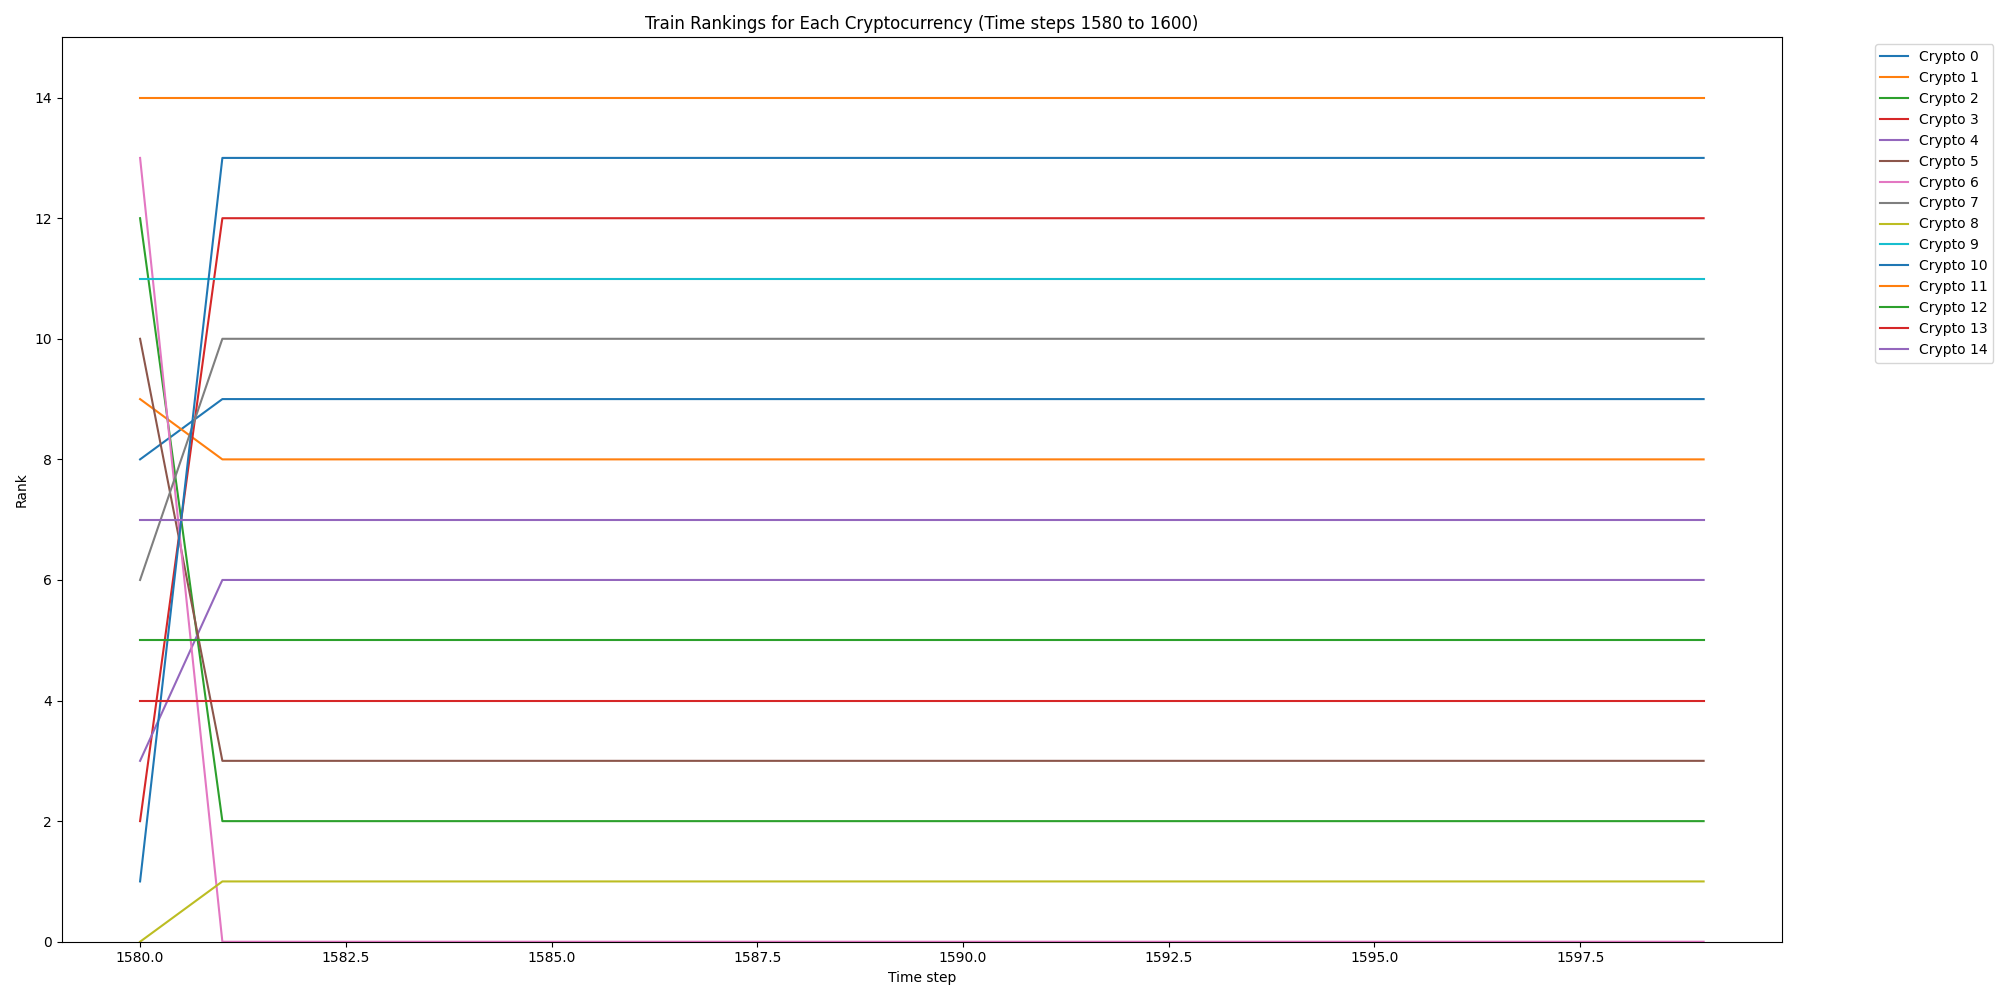 Train Rankings for Each Cryptocurrency (Time steps 1580 to 1600)
14
12
10
8
6
4
2
0
Rank
1580.0
1582.5
1585.0
1587.5
1590.0
1592.5
1595.0
1597.5
Time step
Crypto 0
Crypto 1
Crypto 2
Crypto 3
Crypto 4
Crypto 5
Crypto 6
Crypto 7
Crypto 8
Crypto 9
Crypto 10
Crypto 11
Crypto 12
Crypto 13
Crypto 14